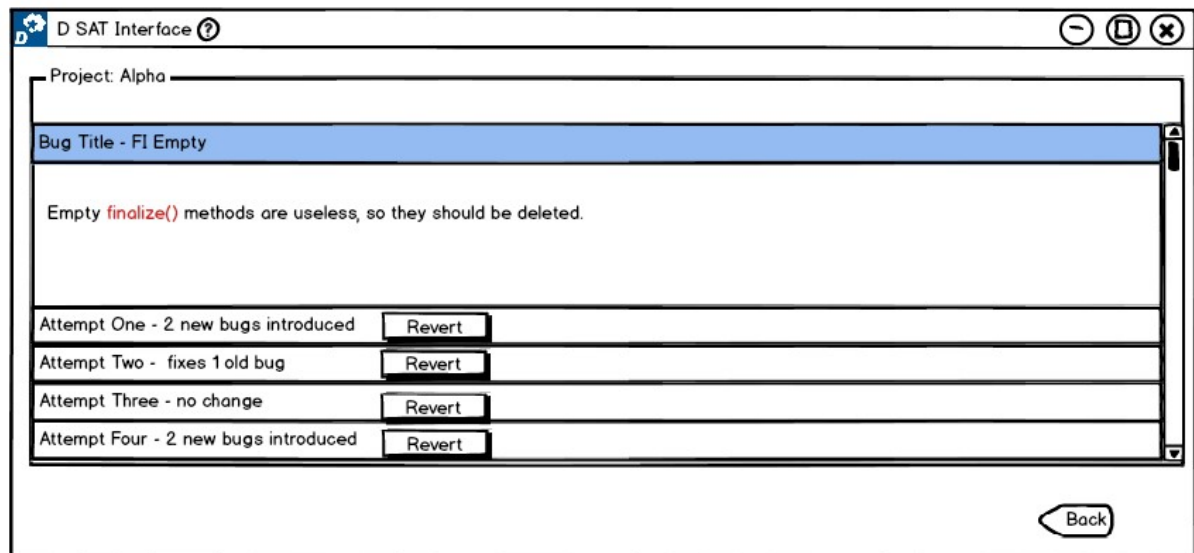 D
D SAT Interface ?
Project: Alpha
Bug Title - FI Empty
Empty finalize() methods are useless, so they should be deleted.
Attempt One - 2 new bugs introduced Revert
Attempt Two - fixes 1 old bug Revert
Attempt Three - no change Revert
Attempt Four - 2 new bugs introduced Revert
Back